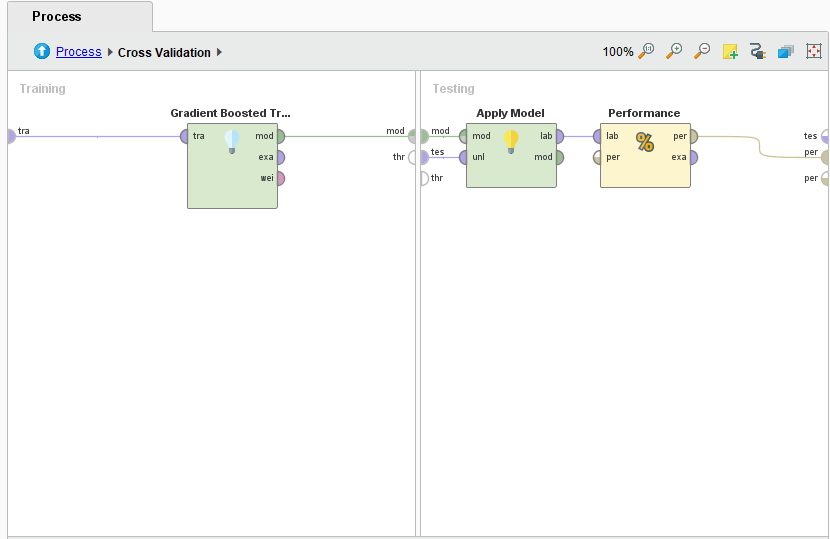 Process
Process Cross Validation 100%
Training
Testing
Gradient Boosted Tr...
Apply Model
Performance
tra
tra mod
exa
wei
mod
thr
mod
tes
thr
mod lab
unl mod
lab per
per exa
tes
per
per